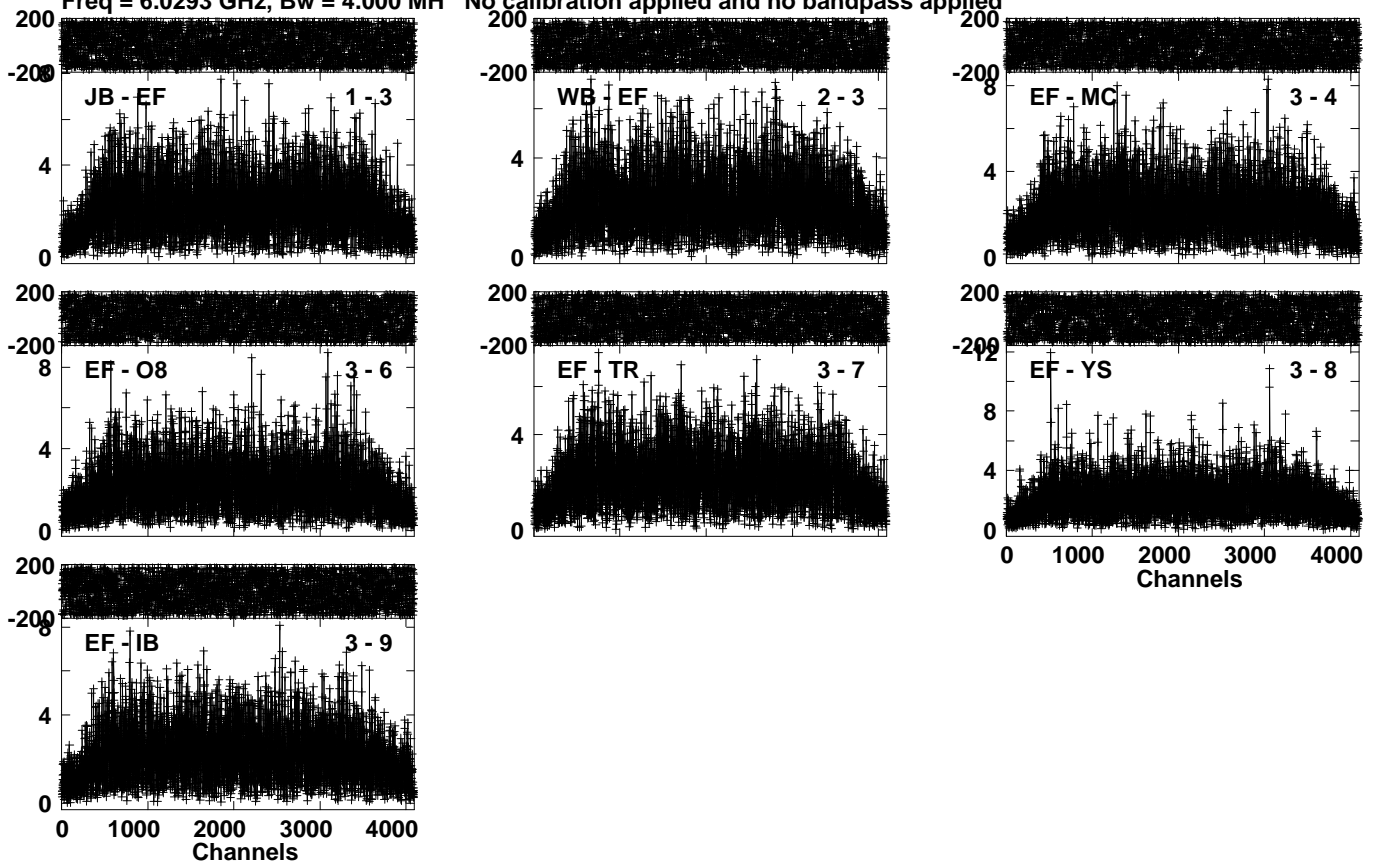 Freq = 6.0293 GHz, Bw = 4.000 MH No calibration applied and no bandpass applied
200 200 200
-200 -200 -200
8 8
JB - EF 1 - 3 WB - EF 2 - 3 EF - MC 3 - 4
4 4 4
0 0 0
200 200 200
-200 -200 -200
8 12
EF - O8 3 - 6 EF - TR 3 - 7 EF - YS 3 - 8
8
4 4 4
0 0 0
0 1000 2000 3000 4000
Channels
200
-200
8
EF - IB 3 - 9
4
0
0 1000 2000 3000 4000
Channels